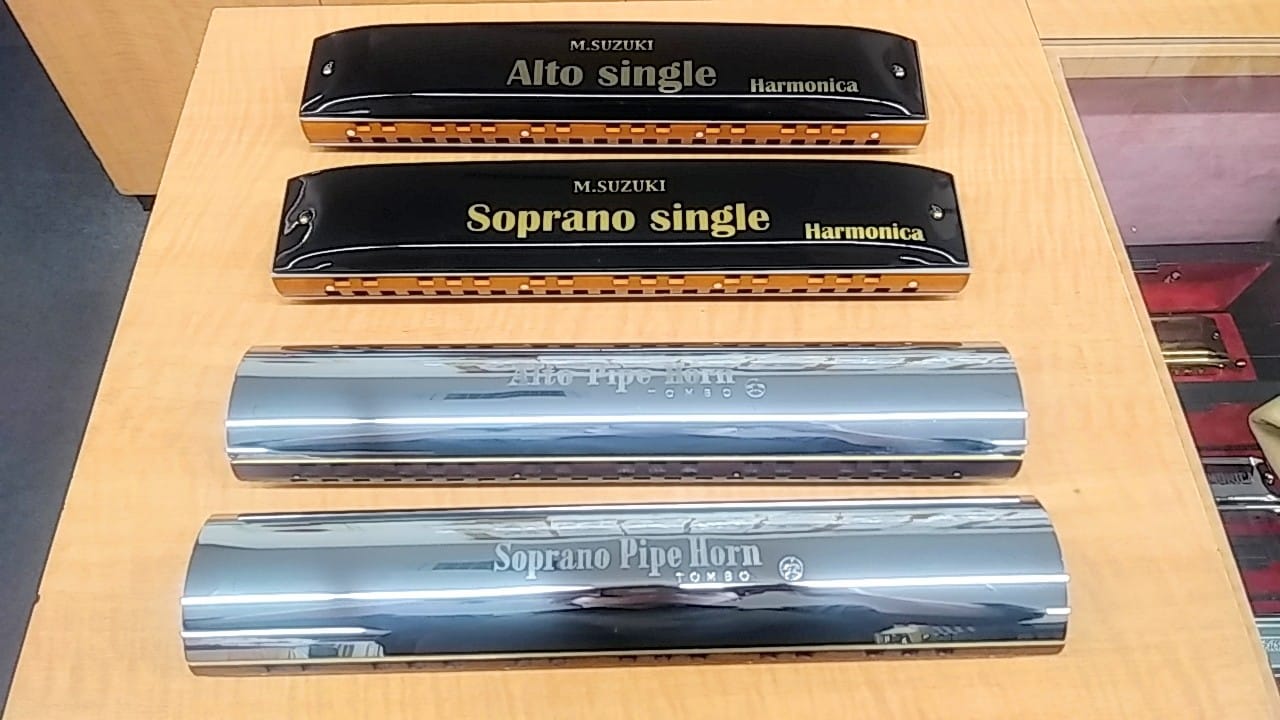 M.SUZUKI
Alto single
Harmonica
M.SUZUKI
Soprano single
Harmonica
Alto Pipe Horn
TOMBO
Soprano Pipe Horn
TOMBO